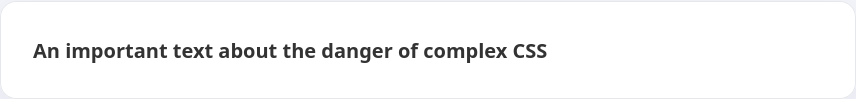 An important text about the danger of complex CSS